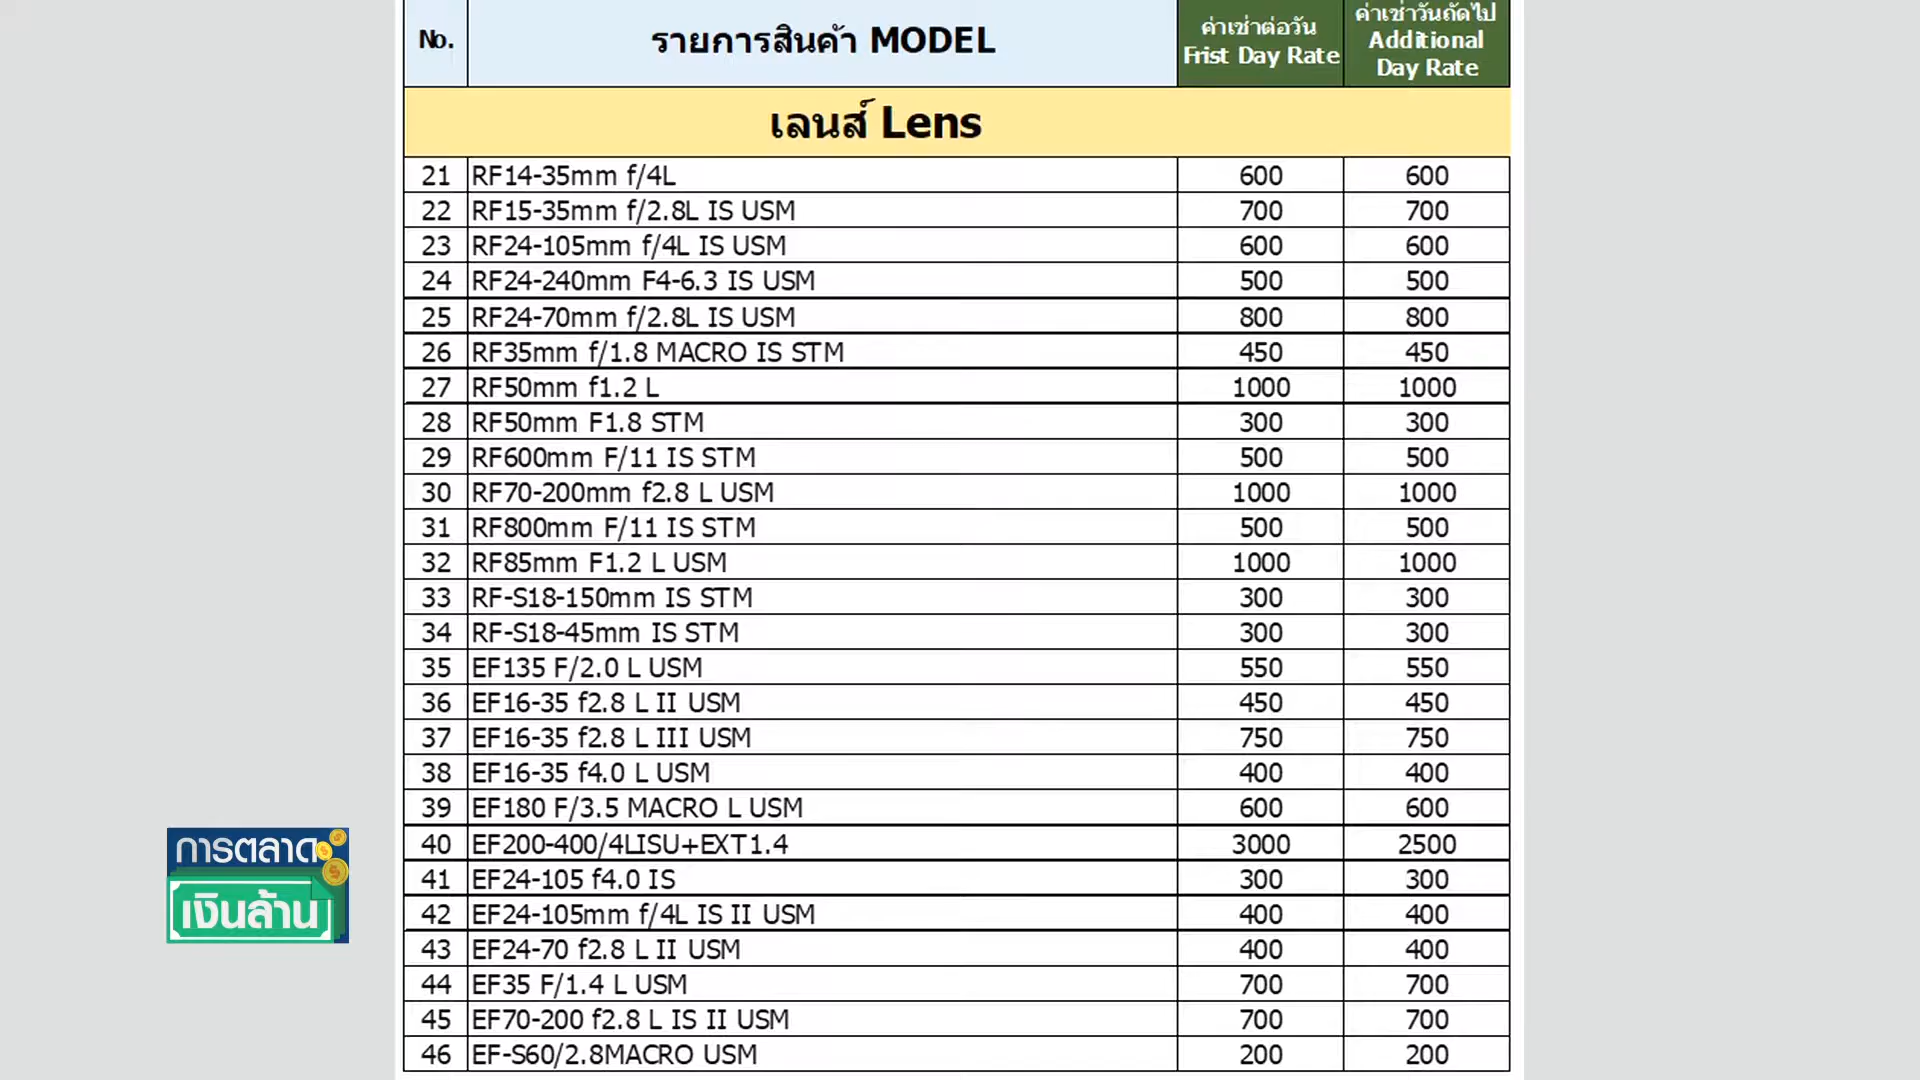 No. รายการสินค้า MODEL ค่าเช่าต่อวัน Frist Day Rate ค่าเช่าวันถัดไป Additional Day Rate
เลนส์ Lens
21 RF14-35mm f/4L 600 600
22 RF15-35mm f/2.8L IS USM 700 700
23 RF24-105mm f/4L IS USM 600 600
24 RF24-240mm F4-6.3 IS USM 500 500
25 RF24-70mm f/2.8L IS USM 800 800
26 RF35mm f/1.8 MACRO IS STM 450 450
27 RF50mm f1.2 L 1000 1000
28 RF50mm F1.8 STM 300 300
29 RF600mm F/11 IS STM 500 500
30 RF70-200mm f2.8 L USM 1000 1000
31 RF800mm F/11 IS STM 500 500
32 RF85mm F1.2 L USM 1000 1000
33 RF-S18-150mm IS STM 300 300
34 RF-S18-45mm IS STM 300 300
35 EF135 F/2.0 L USM 550 550
36 EF16-35 f2.8 L II USM 450 450
37 EF16-35 f2.8 L III USM 750 750
38 EF16-35 f4.0 L USM 400 400
39 EF180 F/3.5 MACRO L USM 600 600
40 EF200-400/4LISU+EXT1.4 3000 2500
41 EF24-105 f4.0 IS 300 300
42 EF24-105mm f/4L IS II USM 400 400
43 EF24-70 f2.8 L II USM 400 400
44 EF35 F/1.4 L USM 700 700
45 EF70-200 f2.8 L IS II USM 700 700
46 EF-S60/2.8MACRO USM 200 200
การตลาด
เงินล้าน